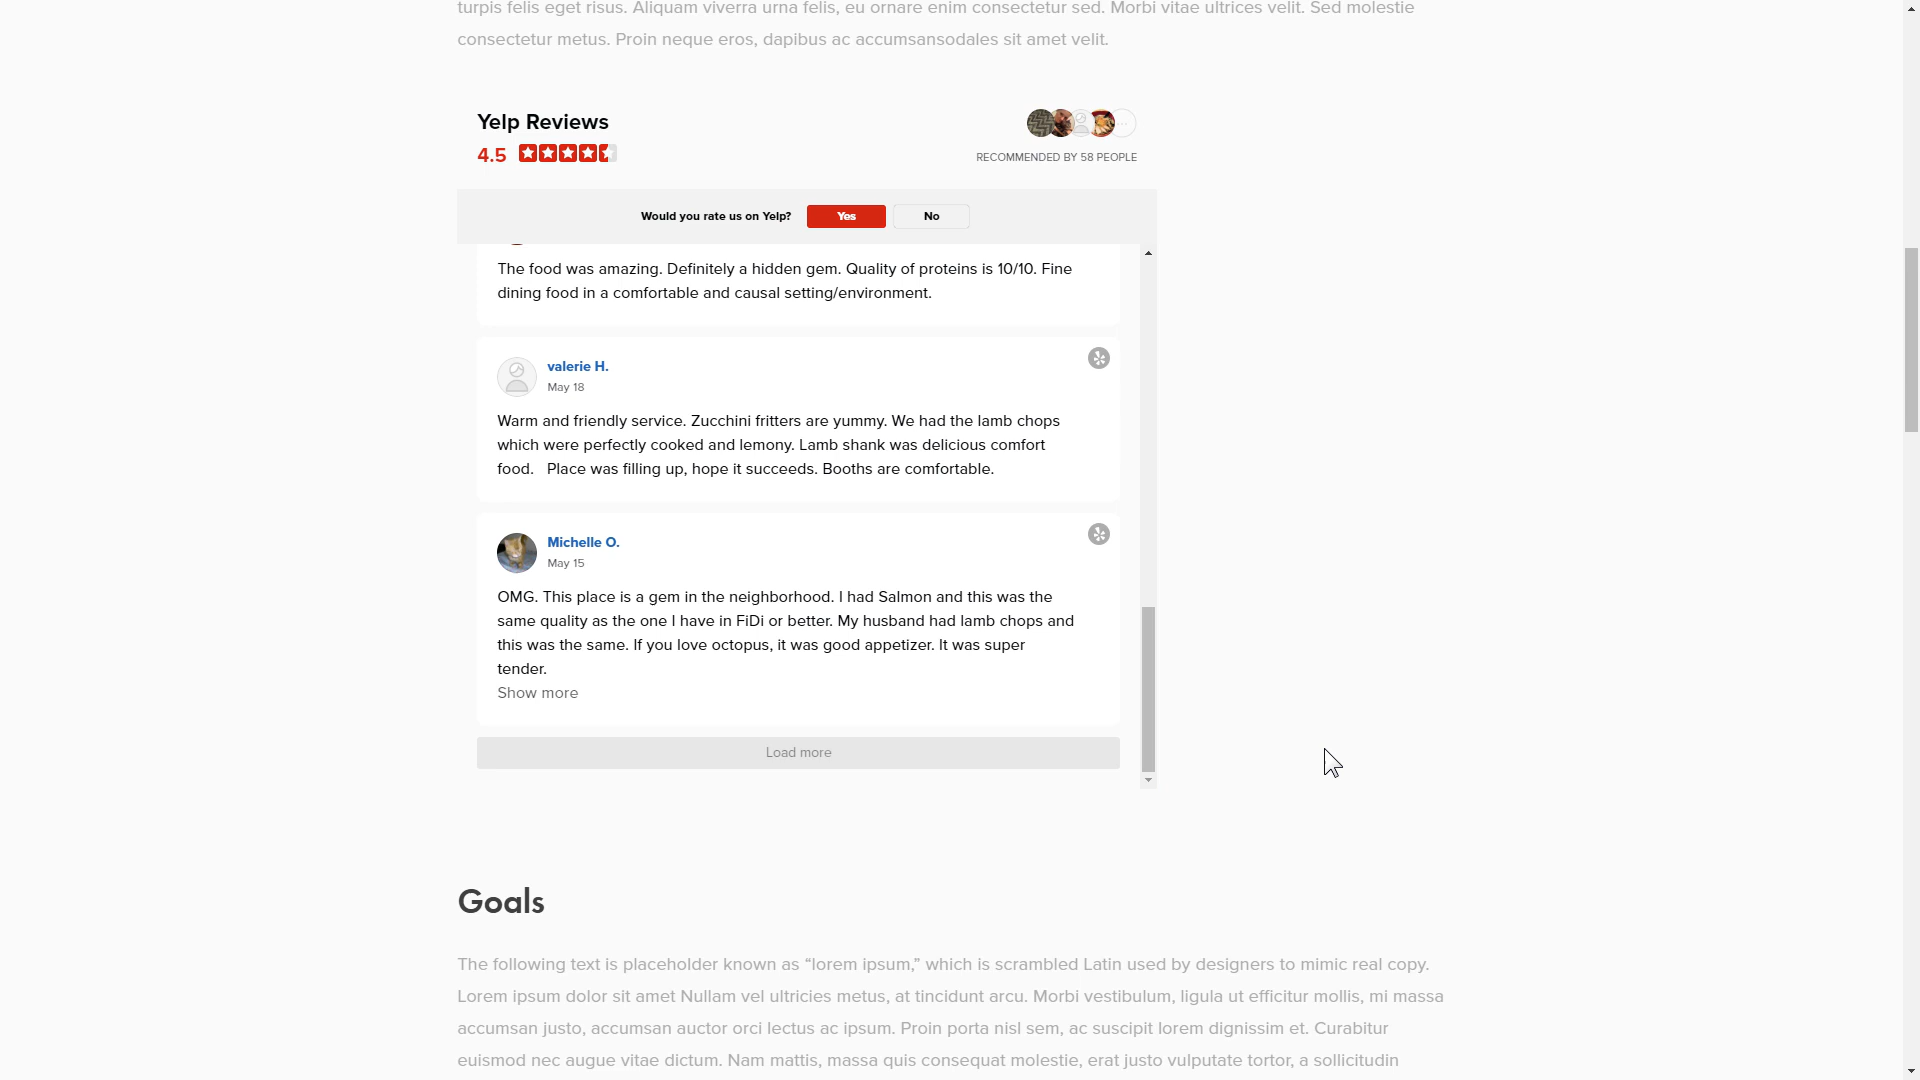 turpis felis eget risus. Aliquam viverra urna felis, eu ornare enim consectetur sed. Morbi vitae ultrices velit. Sed molestie
consectetur metus. Proin neque eros, dapibus ac accumsansodales sit amet velit.
Yelp Reviews
4.5
RECOMMENDED BY 58 PEOPLE
Would you rate us on Yelp? Yes No
The food was amazing. Definitely a hidden gem. Quality of proteins is 10/10. Fine
dining food in a comfortable and causal setting/environment.
valerie H.
May 18
Warm and friendly service. Zucchini fritters are yummy. We had the lamb chops
which were perfectly cooked and lemony. Lamb shank was delicious comfort
food.   Place was filling up, hope it succeeds. Booths are comfortable.
Michelle O.
May 15
OMG. This place is a gem in the neighborhood. I had Salmon and this was the
same quality as the one I have in FiDi or better. My husband had lamb chops and
this was the same. If you love octopus, it was good appetizer. It was super
tender.
Show more
Load more
Goals
The following text is placeholder known as “lorem ipsum,” which is scrambled Latin used by designers to mimic real copy.
Lorem ipsum dolor sit amet Nullam vel ultricies metus, at tincidunt arcu. Morbi vestibulum, ligula ut efficitur mollis, mi massa
accumsan justo, accumsan auctor orci lectus ac ipsum. Proin porta nisl sem, ac suscipit lorem dignissim et. Curabitur
euismod nec augue vitae dictum. Nam mattis, massa quis consequat molestie, erat justo vulputate tortor, a sollicitudin